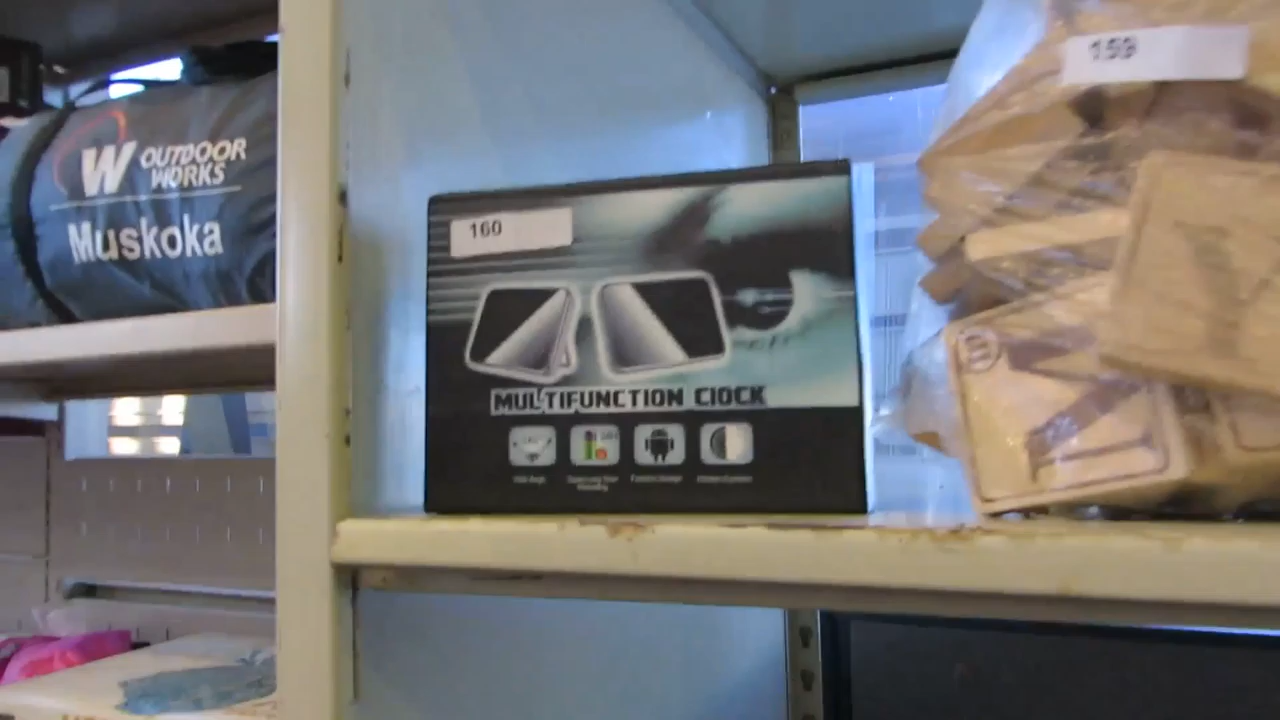 W OUTDOOR
WORKS
Muskoka
160
MULTIFUNCTION CIOCK
159